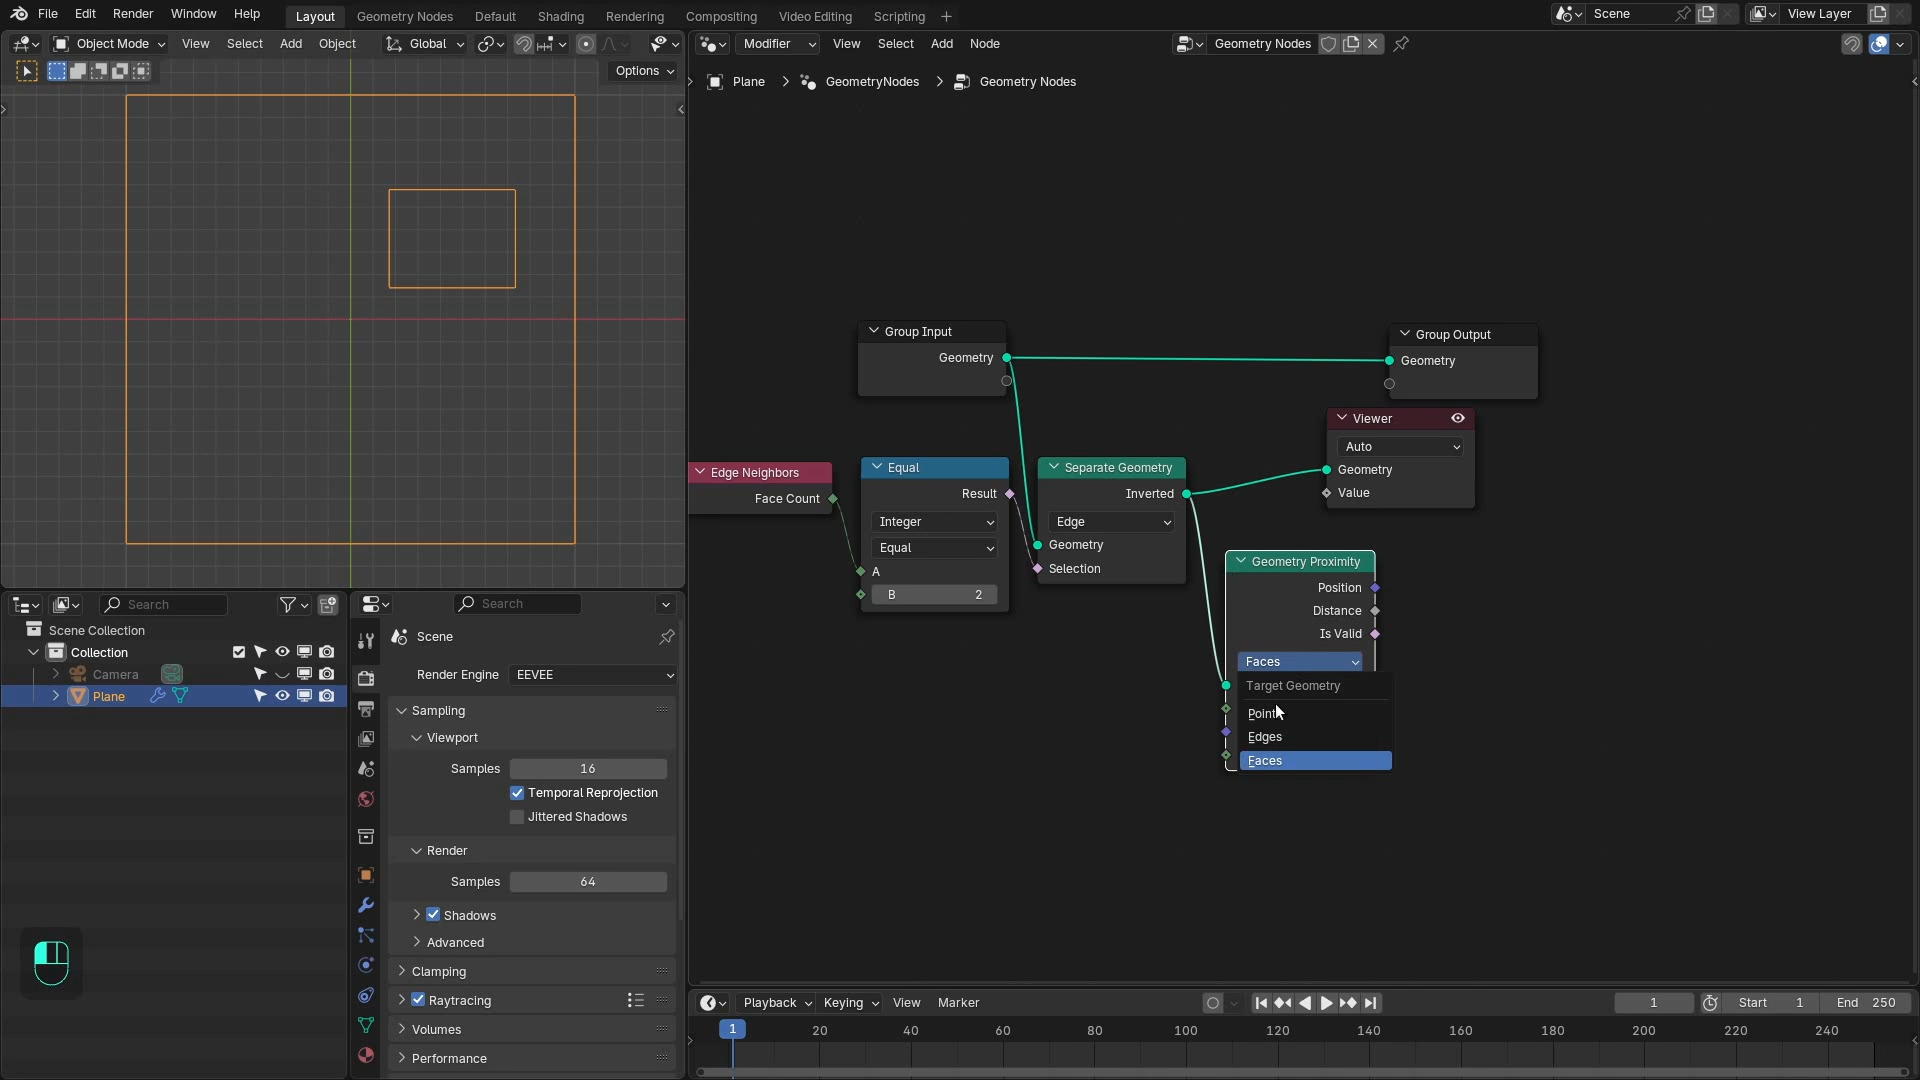 File Edit Render Window Help Layout Geometry Nodes Default Shading Rendering Compositing Video Editing Scripting + Scene View Layer
Object Mode View Select Add Object Global Modifier View Select Add Node Geometry Nodes
Options Plane GeometryNodes Geometry Nodes
Group Input
Geometry
Group Output
Geometry
Viewer
Auto
Geometry
Value
Edge Neighbors
Face Count
Equal
Result
Integer
Equal
A
B 2
Separate Geometry
Inverted
Edge
Geometry
Selection
Geometry Proximity
Position
Distance
Is Valid
Faces
Target Geometry
Point
Edges
Faces
Search
Scene Collection
Collection
Camera
Plane
Search
Scene
Render Engine EEVEE
Sampling
Viewport
Samples 16
Temporal Reprojection
Jittered Shadows
Render
Samples 64
Shadows
Advanced
Clamping
Raytracing
Volumes
Performance
Playback Keying View Marker 1 Start 1 End 250
1 20 40 60 80 100 120 140 160 180 200 220 240